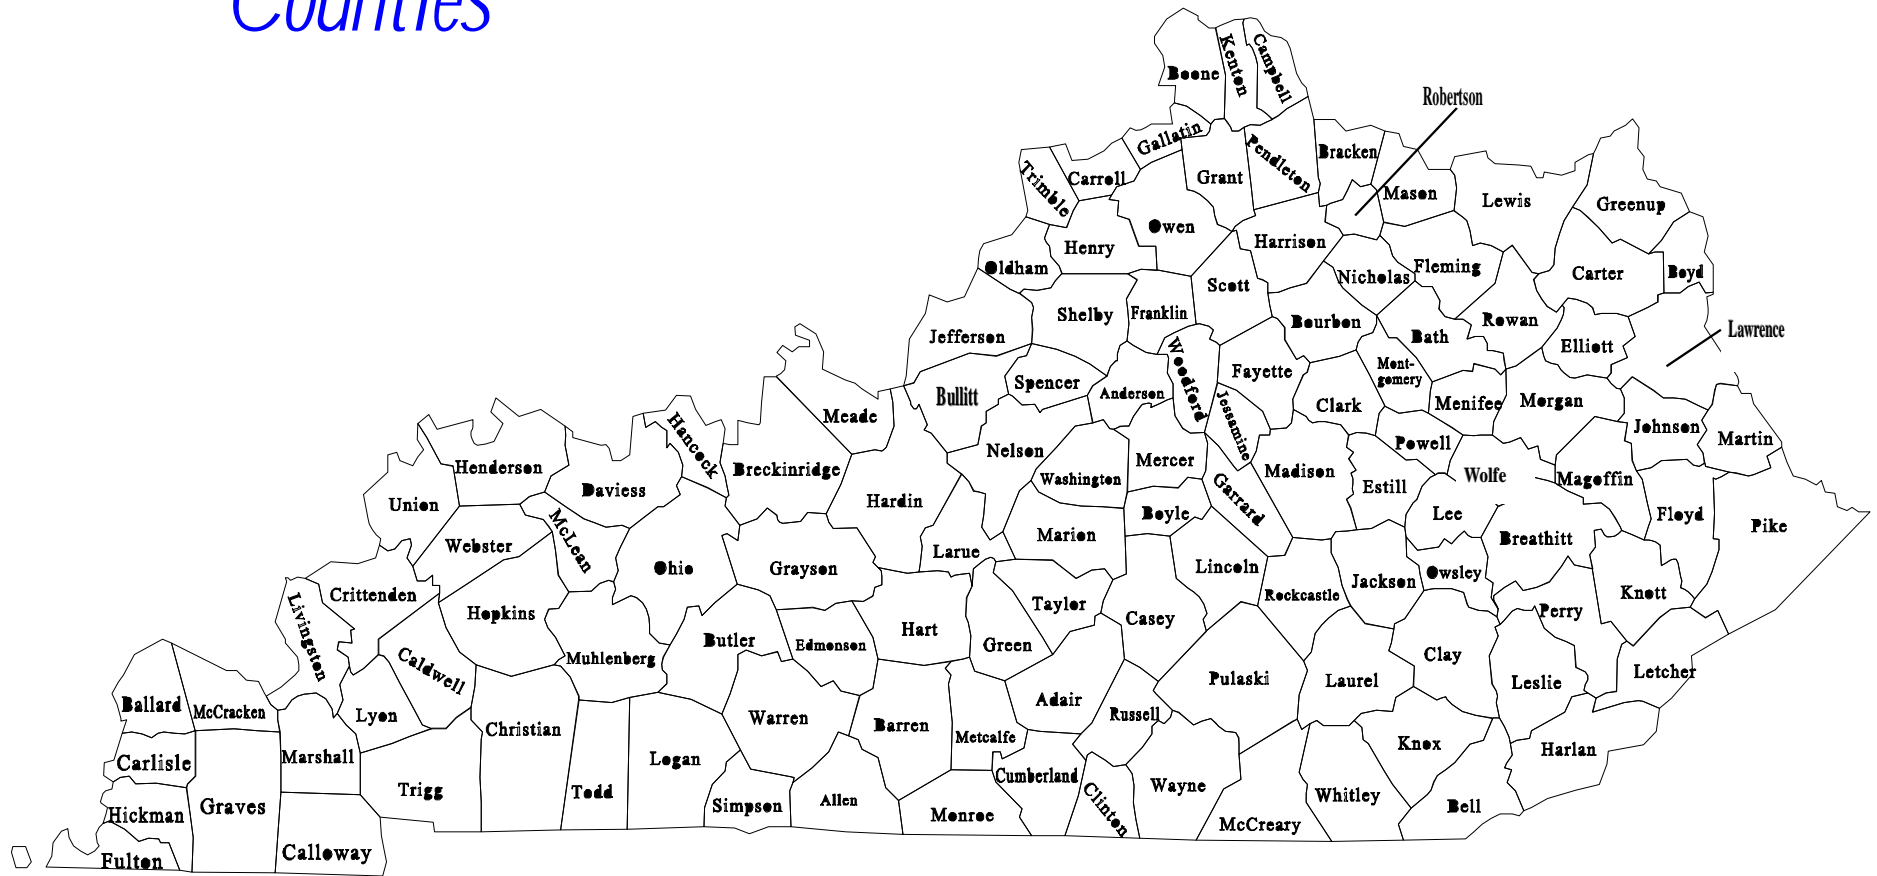 Counties
Boone
Kenton
Campbell
Robertson
Gallatin
Pendleton
Bracken
Trimble
Carroll
Grant
Mason
Lewis
Greenup
Owen
Henry
Harrison
Oldham
Nicholas
Fleming
Carter
Boyd
Scott
Shelby
Franklin
Bourbon
Rowan
Lawrence
Jefferson
Bath
Elliott
Woodford
Fayette
Mont-
gomery
Spencer
Anderson
Bullitt
Jessamine
Clark
Menifee
Morgan
Meade
Hancock
Johnson
Martin
Nelson
Mercer
Powell
Henderson
Breckinridge
Washington
Madison
Wolfe
Magoffin
Daviess
Estill
Union
Hardin
Garrard
Boyle
Lee
Floyd
Pike
McLean
Marion
Breathitt
Webster
Larue
Ohio
Grayson
Lincoln
Jackson
Owsley
Crittenden
Rockcastle
Knott
Livingston
Hopkins
Taylor
Casey
Perry
Butler
Edmonson
Hart
Green
Muhlenberg
Clay
Caldwell
Pulaski
Laurel
Leslie
Letcher
Ballard
McCracken
Lyon
Warren
Adair
Russell
Christian
Barren
Metcalfe
Knox
Harlan
Carlisle
Marshall
Logan
Cumberland
Trigg
Todd
Wayne
Whitley
Bell
Hickman
Graves
Simpson
Allen
Monroe
Clinton
McCreary
Fulton
Calloway